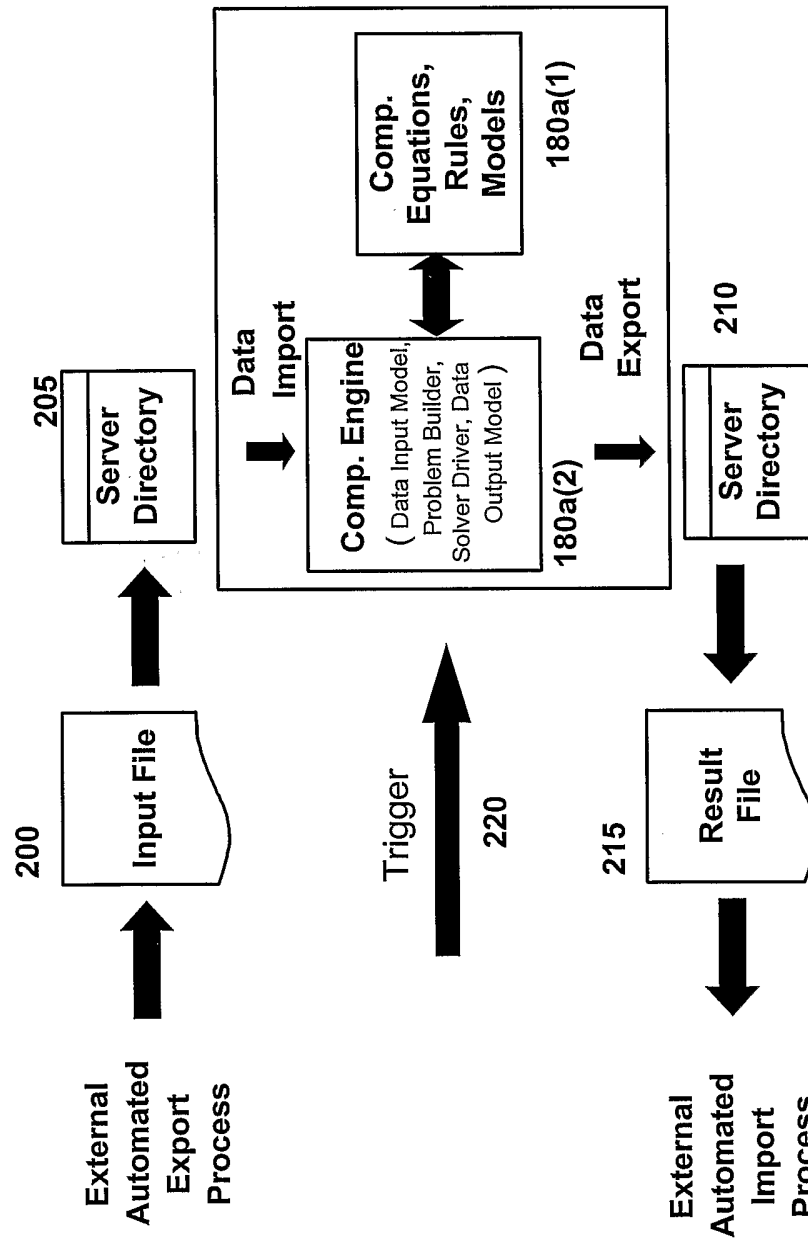 External
Automated
Export
Process
200
Input File
205
Server
Directory
Trigger
220
Data
Import
Comp. Engine
( Data Input Model,
Problem Builder,
Solver Driver, Data
Output Model )
180a(2)
Comp.
Equations,
Rules,
Models
180a(1)
Data
Export
210
Server
Directory
215
Result
File
External
Automated
Import
Process